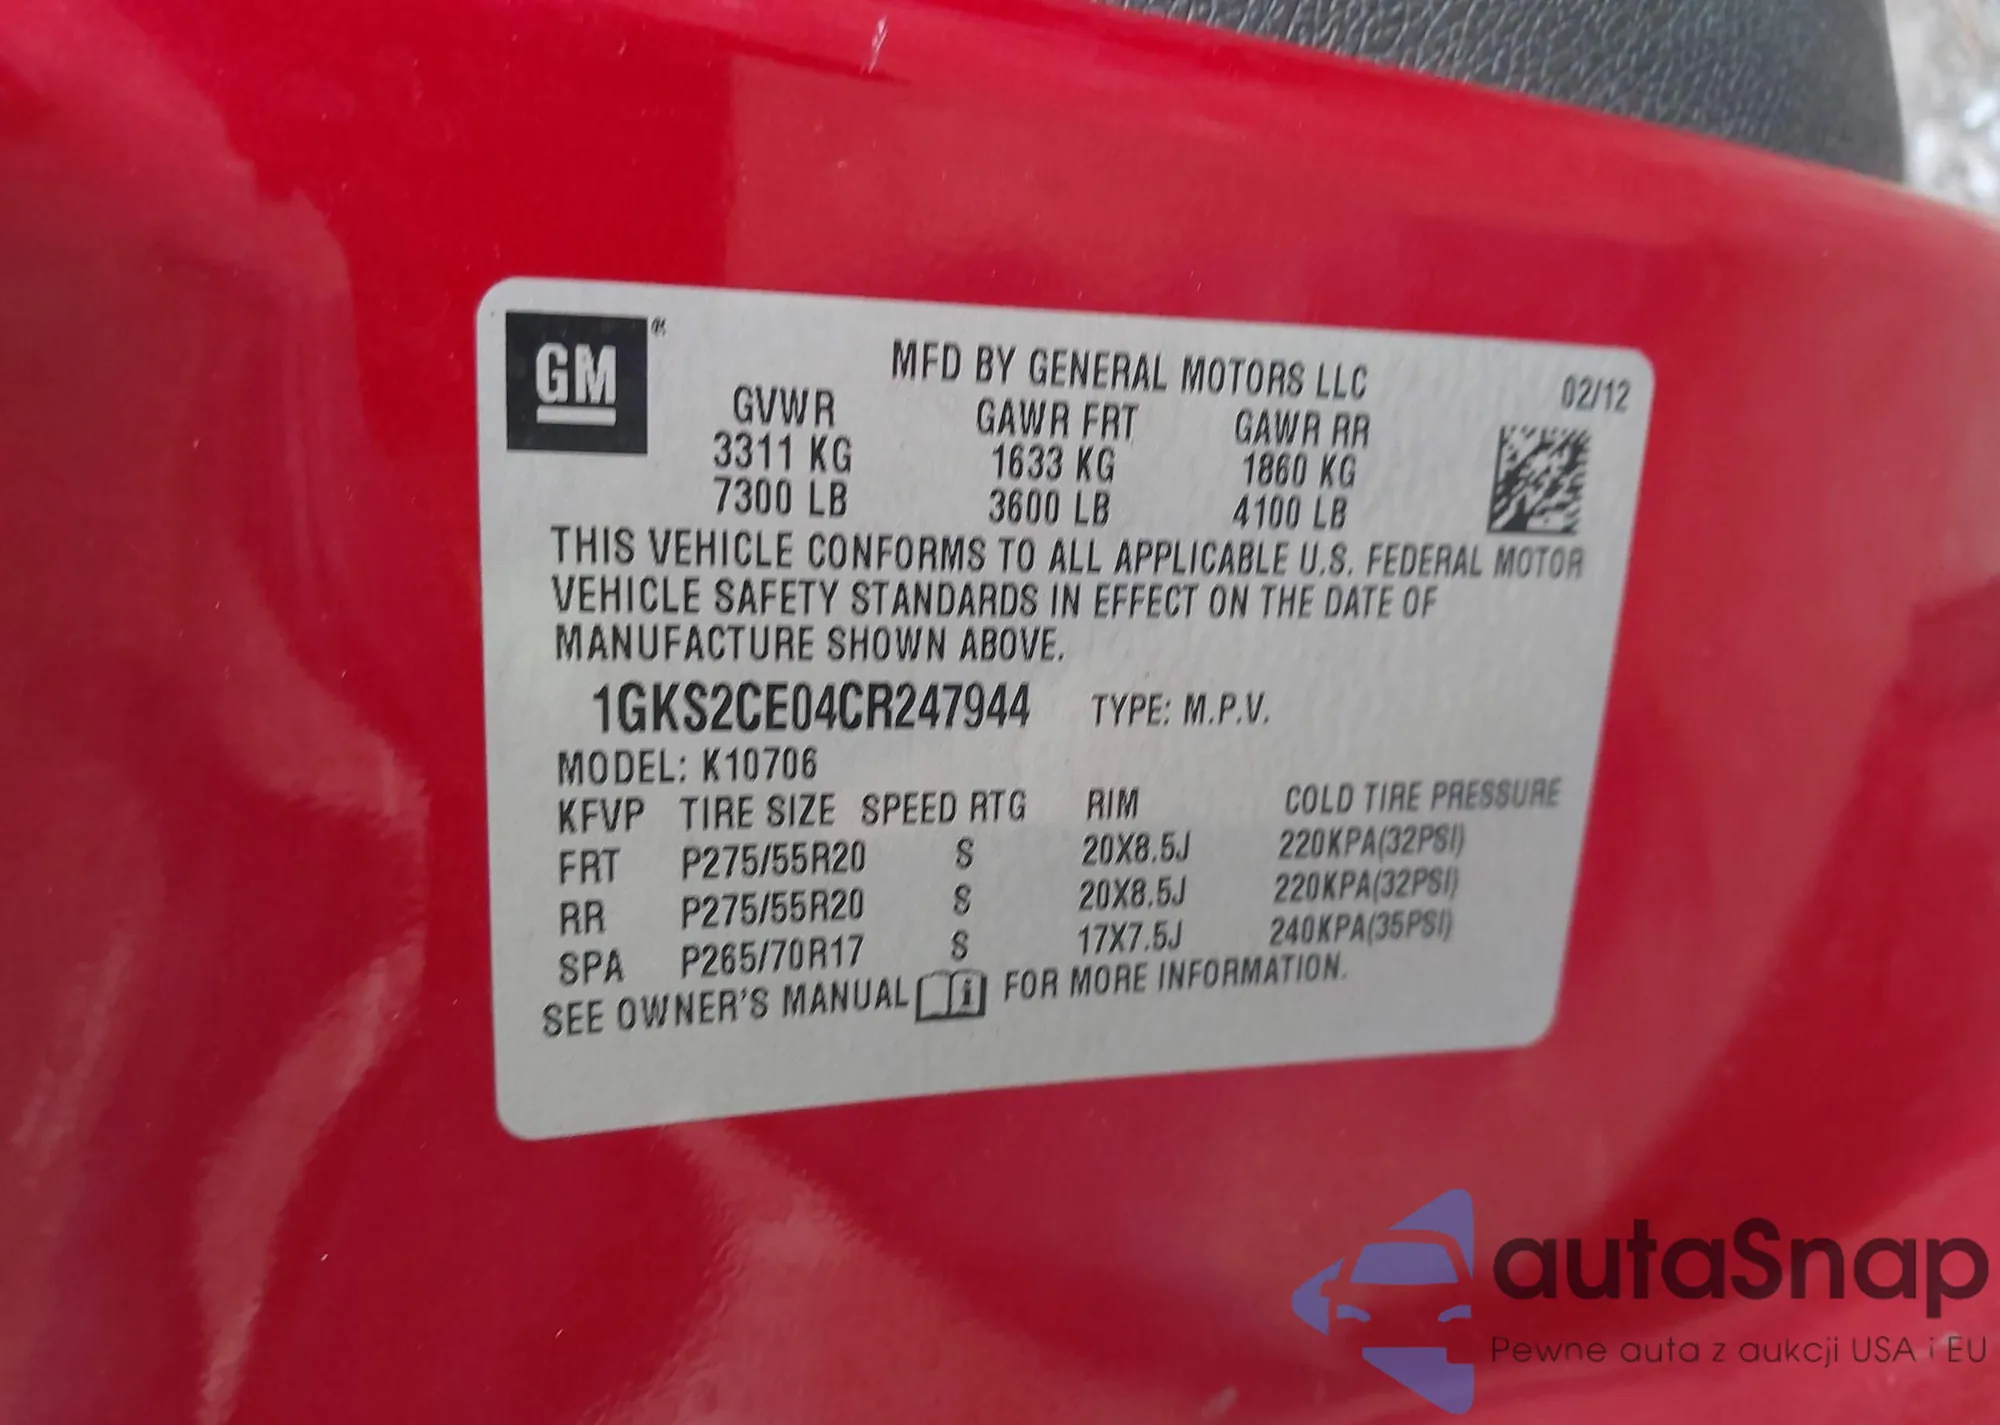 GM®
MFD BY GENERAL MOTORS LLC
02/12
GVWR GAWR FRT GAWR RR
3311 KG 1633 KG 1860 KG
7300 LB 3600 LB 4100 LB
THIS VEHICLE CONFORMS TO ALL APPLICABLE U.S. FEDERAL MOTOR
VEHICLE SAFETY STANDARDS IN EFFECT ON THE DATE OF
MANUFACTURE SHOWN ABOVE.
1GKS2CE04CR247944 TYPE: M.P.V.
MODEL: K10706
KFVP TIRE SIZE SPEED RTG RIM COLD TIRE PRESSURE
FRT P275/55R20 S 20X8.5J 220KPA(32PSI)
RR P275/55R20 S 20X8.5J 220KPA(32PSI)
SPA P265/70R17 S 17X7.5J 240KPA(35PSI)
SEE OWNER'S MANUAL i FOR MORE INFORMATION.
autaSnap
Pewne auta z aukcji USA i EU